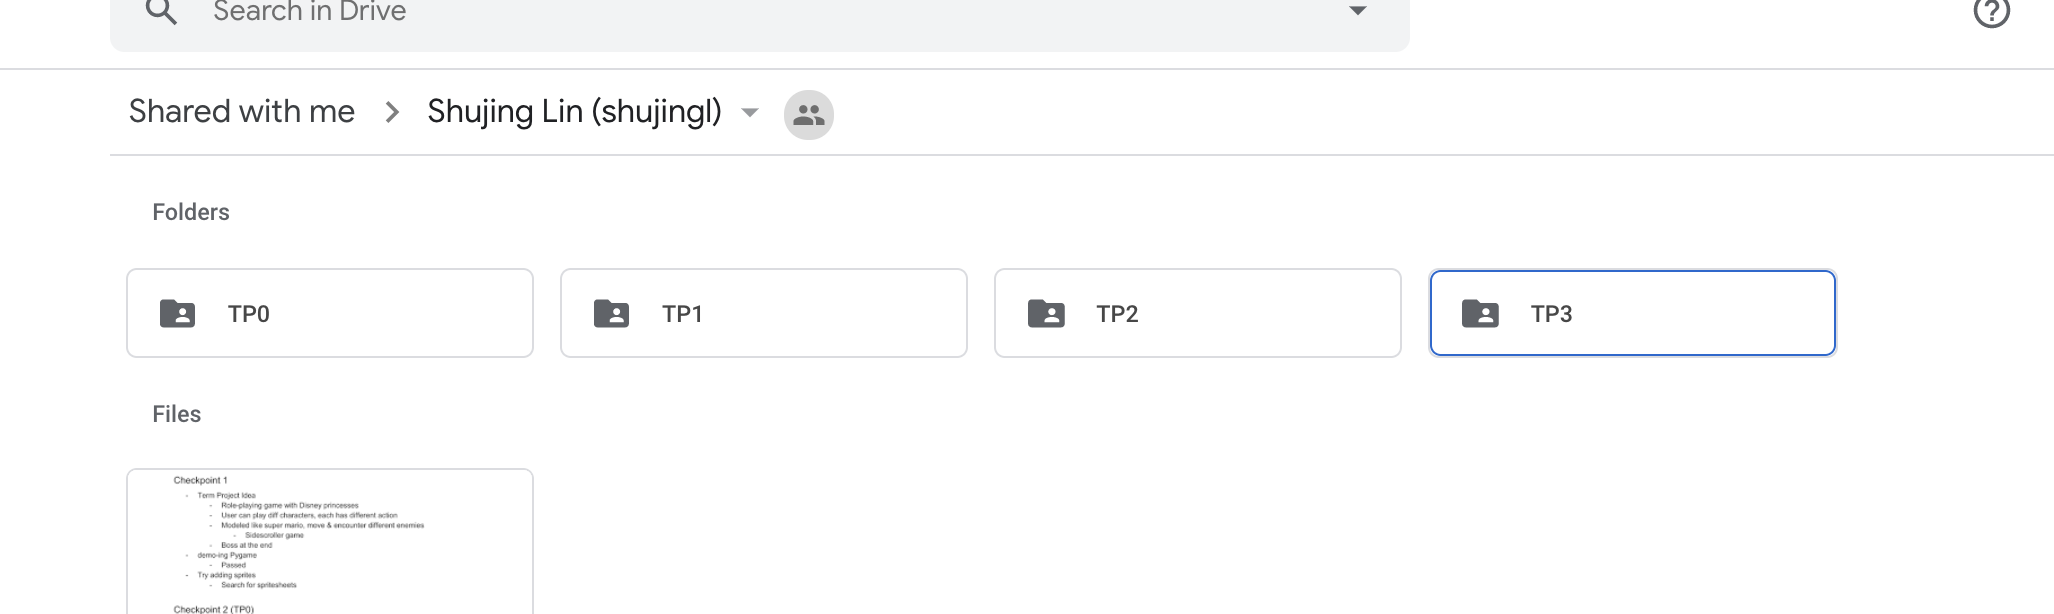 Search in Drive
Shared with me > Shujing Lin (shujingl)
Folders
TP0 TP1 TP2 TP3
Files
Checkpoint 1
- Term Project Idea
- Role-playing game with Disney princesses
- User can play diff characters, each has different action
- Modeled like super mario, move & encounter different enemies
- Sidescroller game
- Boss at the end
- demo-ing Pygame
- Passed
- Try adding sprites
- Search for spritesheets
Checkpoint 2 (TP0)